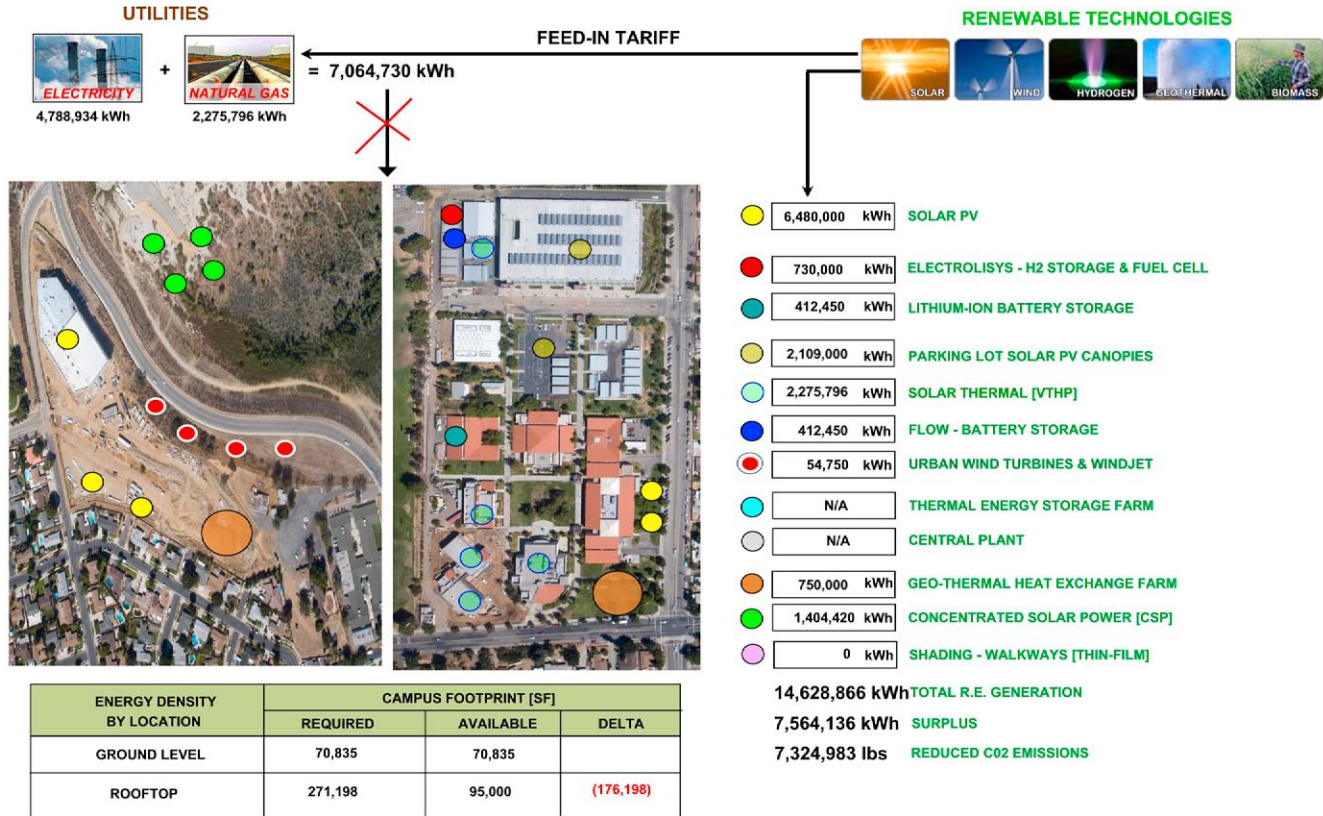 UTILITIES
RENEWABLE TECHNOLOGIES
FEED-IN TARIFF
ELECTRICITY
+
NATURAL GAS
= 7,064,730 kWh
4,788,934 kWh
2,275,796 kWh
SOLAR
WIND
HYDROGEN
GEOTHERMAL
BIOMASS
6,480,000 kWh SOLAR PV
730,000 kWh ELECTROLISYS - H2 STORAGE & FUEL CELL
412,450 kWh LITHIUM-ION BATTERY STORAGE
2,109,000 kWh PARKING LOT SOLAR PV CANOPIES
2,275,796 kWh SOLAR THERMAL [VTHP]
412,450 kWh FLOW - BATTERY STORAGE
54,750 kWh URBAN WIND TURBINES & WINDJET
N/A THERMAL ENERGY STORAGE FARM
N/A CENTRAL PLANT
750,000 kWh GEO-THERMAL HEAT EXCHANGE FARM
1,404,420 kWh CONCENTRATED SOLAR POWER [CSP]
0 kWh SHADING - WALKWAYS [THIN-FILM]
14,628,866 kWh TOTAL R.E. GENERATION
7,564,136 kWh SURPLUS
7,324,983 lbs REDUCED C02 EMISSIONS
ENERGY DENSITY BY LOCATION
CAMPUS FOOTPRINT [SF]
REQUIRED AVAILABLE DELTA
GROUND LEVEL 70,835 70,835
ROOFTOP 271,198 95,000 (176,198)